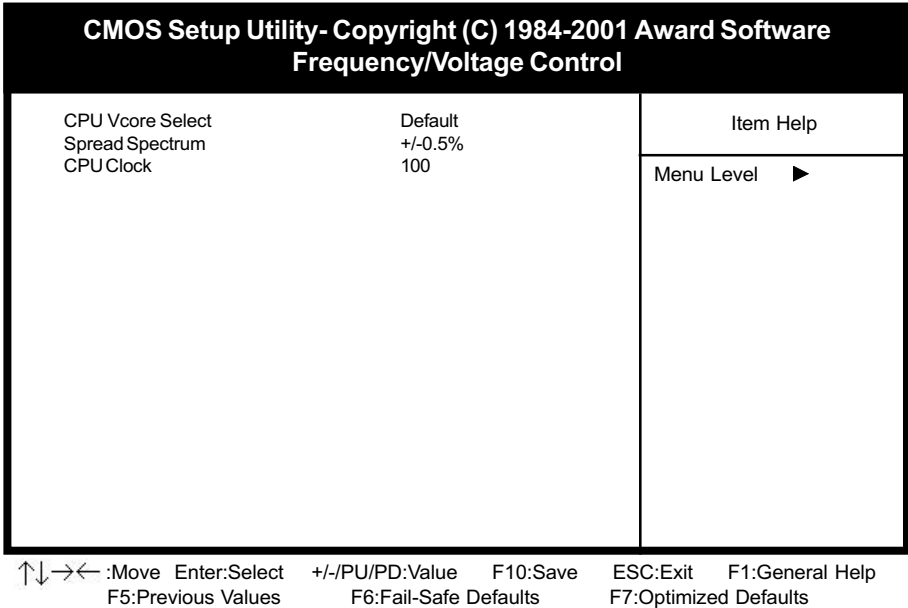 CMOS Setup Utility- Copyright (C) 1984-2001 Award Software
Frequency/Voltage Control
CPU Vcore Select Default
Spread Spectrum +/-0.5%
CPU Clock 100
Item Help
Menu Level ▶
↑↓→← :Move Enter:Select +/-/PU/PD:Value F10:Save ESC:Exit F1:General Help
F5:Previous Values F6:Fail-Safe Defaults F7:Optimized Defaults